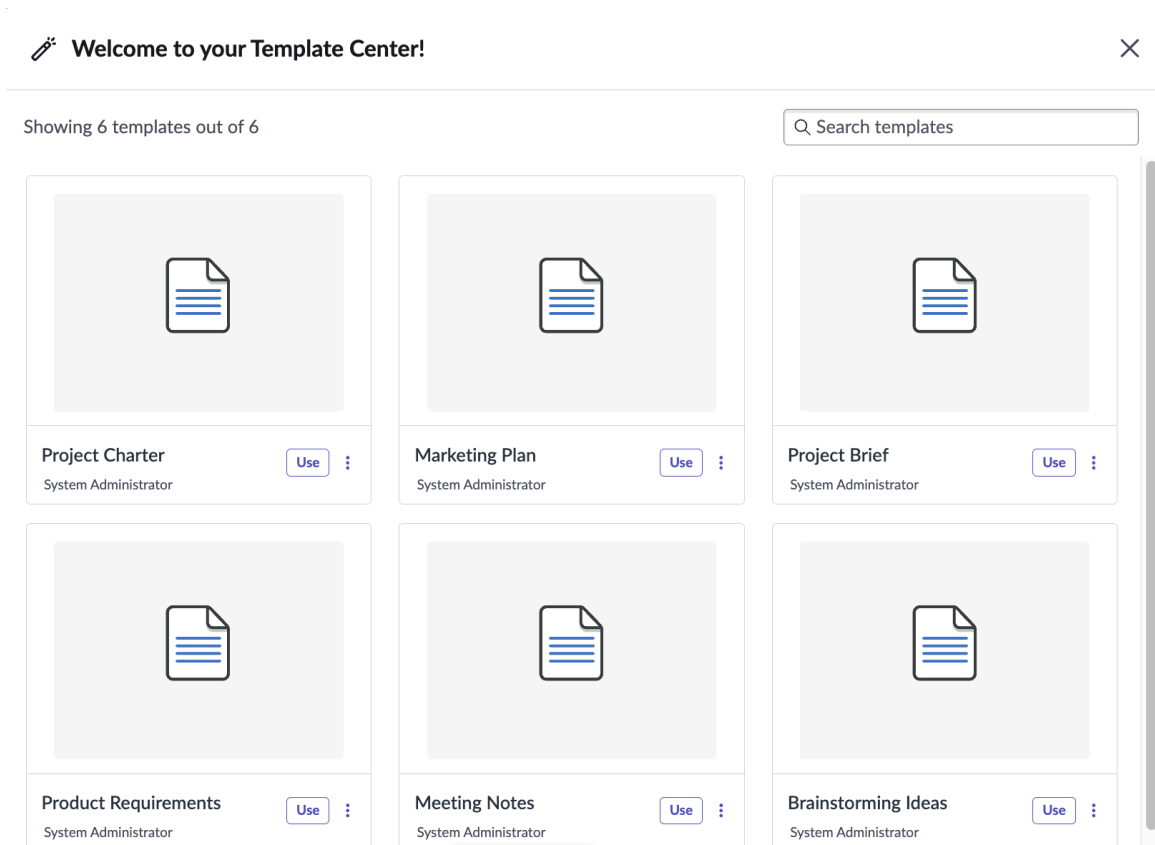 Welcome to your Template Center!
Showing 6 templates out of 6
Search templates
Project Charter
Use
System Administrator
Marketing Plan
Use
System Administrator
Project Brief
Use
System Administrator
Product Requirements
Use
System Administrator
Meeting Notes
Use
System Administrator
Brainstorming Ideas
Use
System Administrator